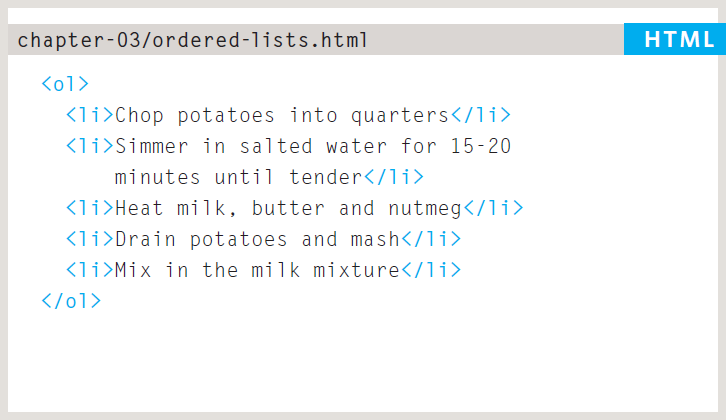 chapter-03/ordered-lists.html HTML
<ol>
<li>Chop potatoes into quarters</li>
<li>Simmer in salted water for 15-20
minutes until tender</li>
<li>Heat milk, butter and nutmeg</li>
<li>Drain potatoes and mash</li>
<li>Mix in the milk mixture</li>
</ol>